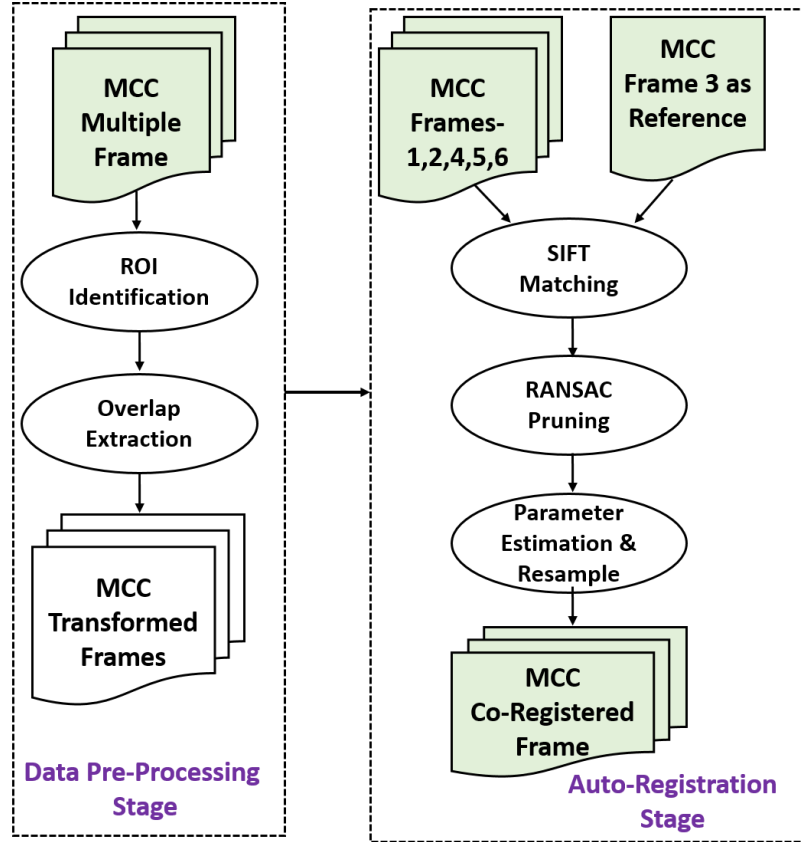 MCC
Multiple
Frame
ROI
Identification
Overlap
Extraction
MCC
Transformed
Frames
Data Pre-Processing
Stage
MCC
Frames-
1,2,4,5,6
MCC
Frame 3 as
Reference
SIFT
Matching
RANSAC
Pruning
Parameter
Estimation &
Resample
MCC
Co-Registered
Frame
Auto-Registration
Stage